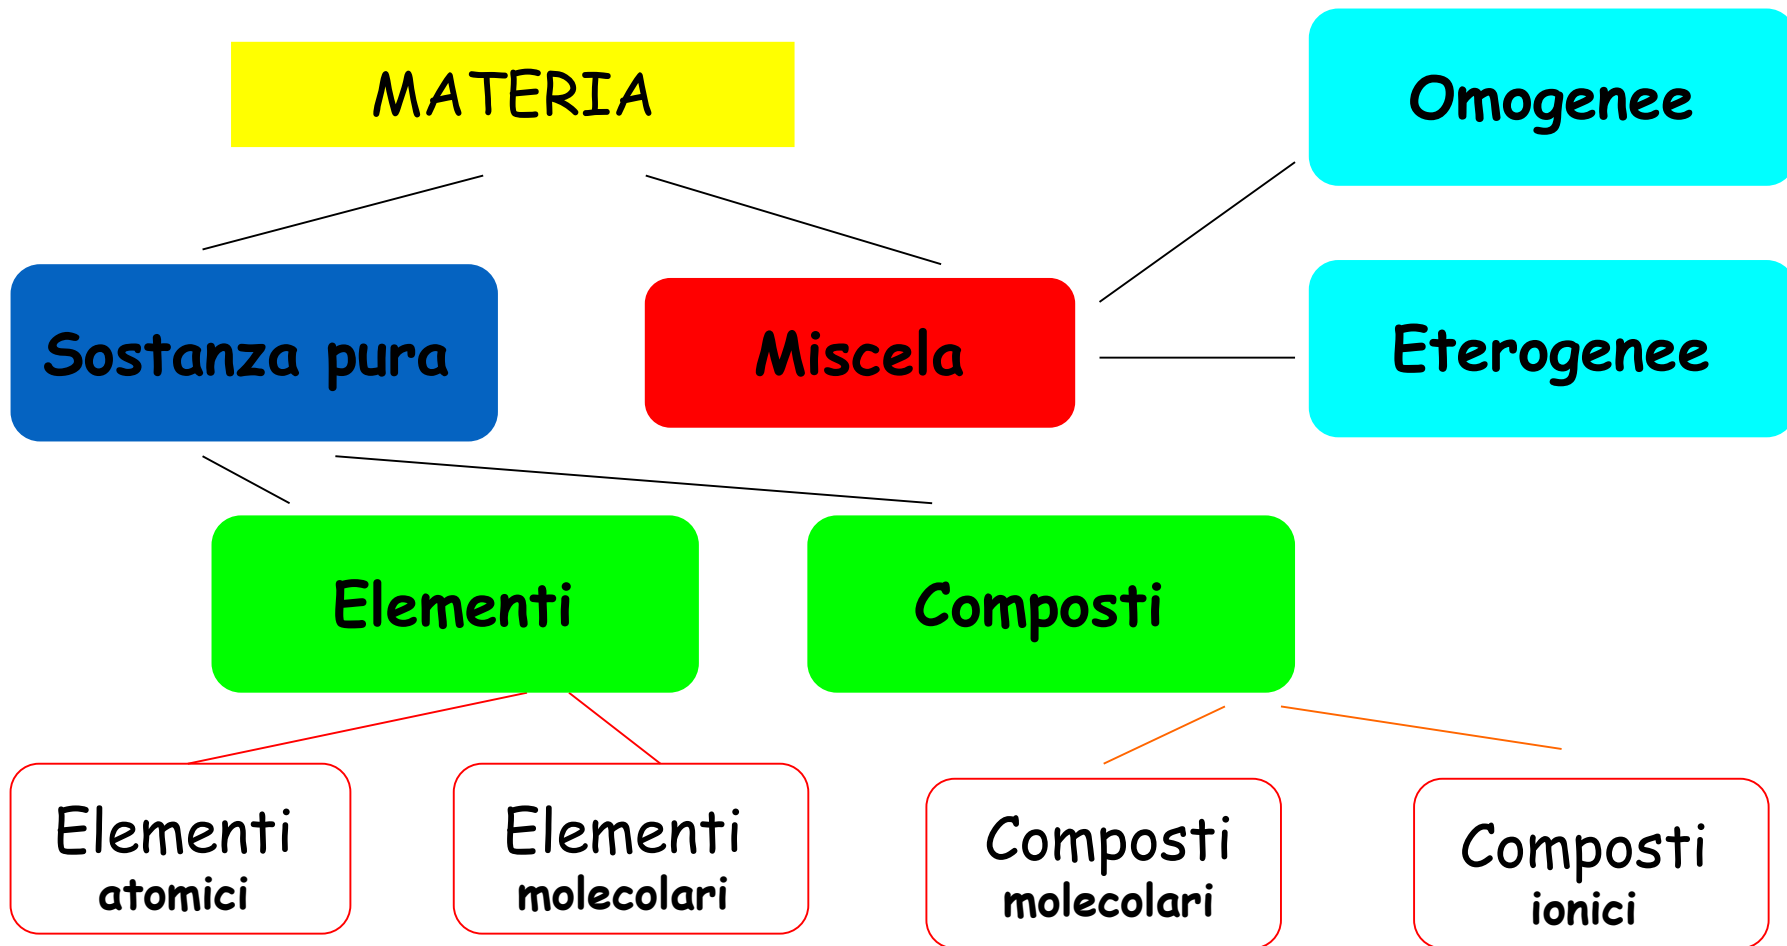 MATERIA
Omogenee
Sostanza pura
Miscela
Eterogenee
Elementi
Composti
Elementi
atomici
Elementi
molecolari
Composti
molecolari
Composti
ionici